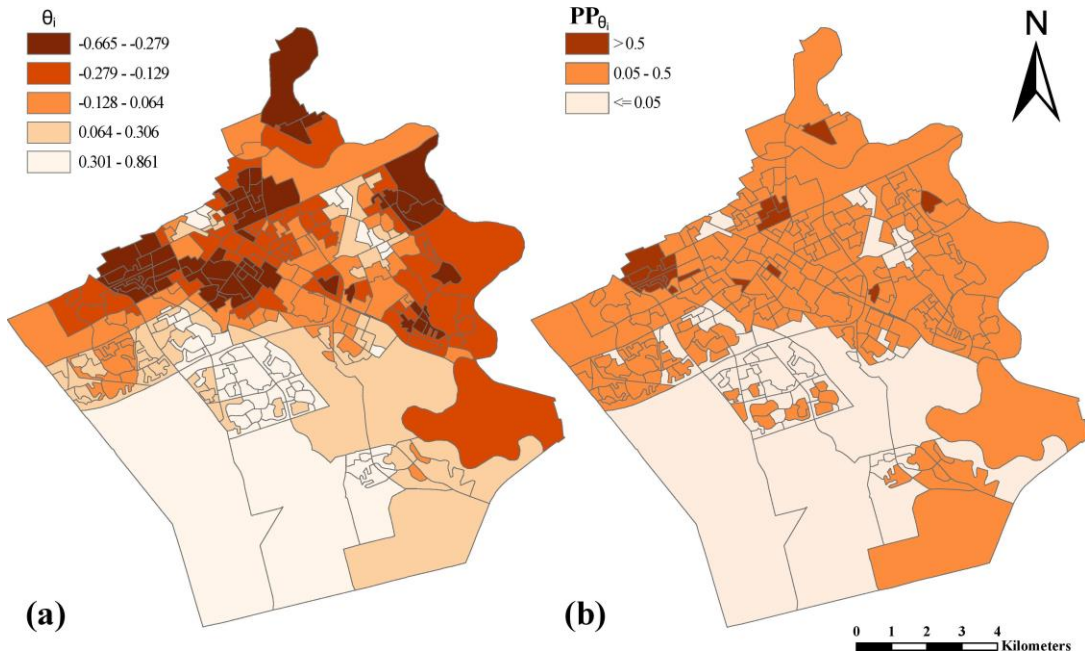 θi
-0.665 - -0.279
-0.279 - -0.129
-0.128 - 0.064
0.064 - 0.306
0.301 - 0.861
(a)
PPθi
> 0.5
0.05 - 0.5
<= 0.05
N
(b)
0 1 2 3 4
Kilometers